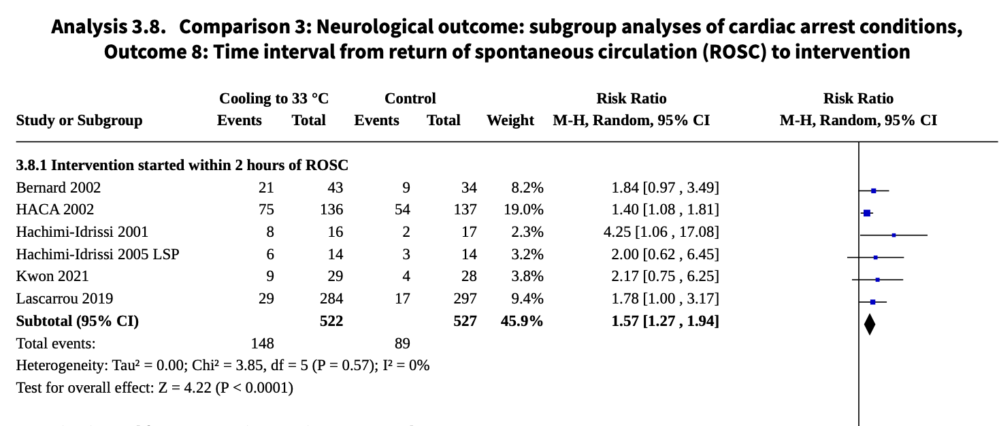 Analysis 3.8. Comparison 3: Neurological outcome: subgroup analyses of cardiac arrest conditions,
Outcome 8: Time interval from return of spontaneous circulation (ROSC) to intervention
Cooling to 33 °C Control Risk Ratio Risk Ratio
Study or Subgroup Events Total Events Total Weight M-H, Random, 95% CI M-H, Random, 95% CI
3.8.1 Intervention started within 2 hours of ROSC
Bernard 2002 21 43 9 34 8.2% 1.84 [0.97 , 3.49]
HACA 2002 75 136 54 137 19.0% 1.40 [1.08 , 1.81]
Hachimi-Idrissi 2001 8 16 2 17 2.3% 4.25 [1.06 , 17.08]
Hachimi-Idrissi 2005 LSP 6 14 3 14 3.2% 2.00 [0.62 , 6.45]
Kwon 2021 9 29 4 28 3.8% 2.17 [0.75 , 6.25]
Lascarrou 2019 29 284 17 297 9.4% 1.78 [1.00 , 3.17]
Subtotal (95% CI) 522 527 45.9% 1.57 [1.27 , 1.94]
Total events: 148 89
Heterogeneity: Tau² = 0.00; Chi² = 3.85, df = 5 (P = 0.57); I² = 0%
Test for overall effect: Z = 4.22 (P < 0.0001)